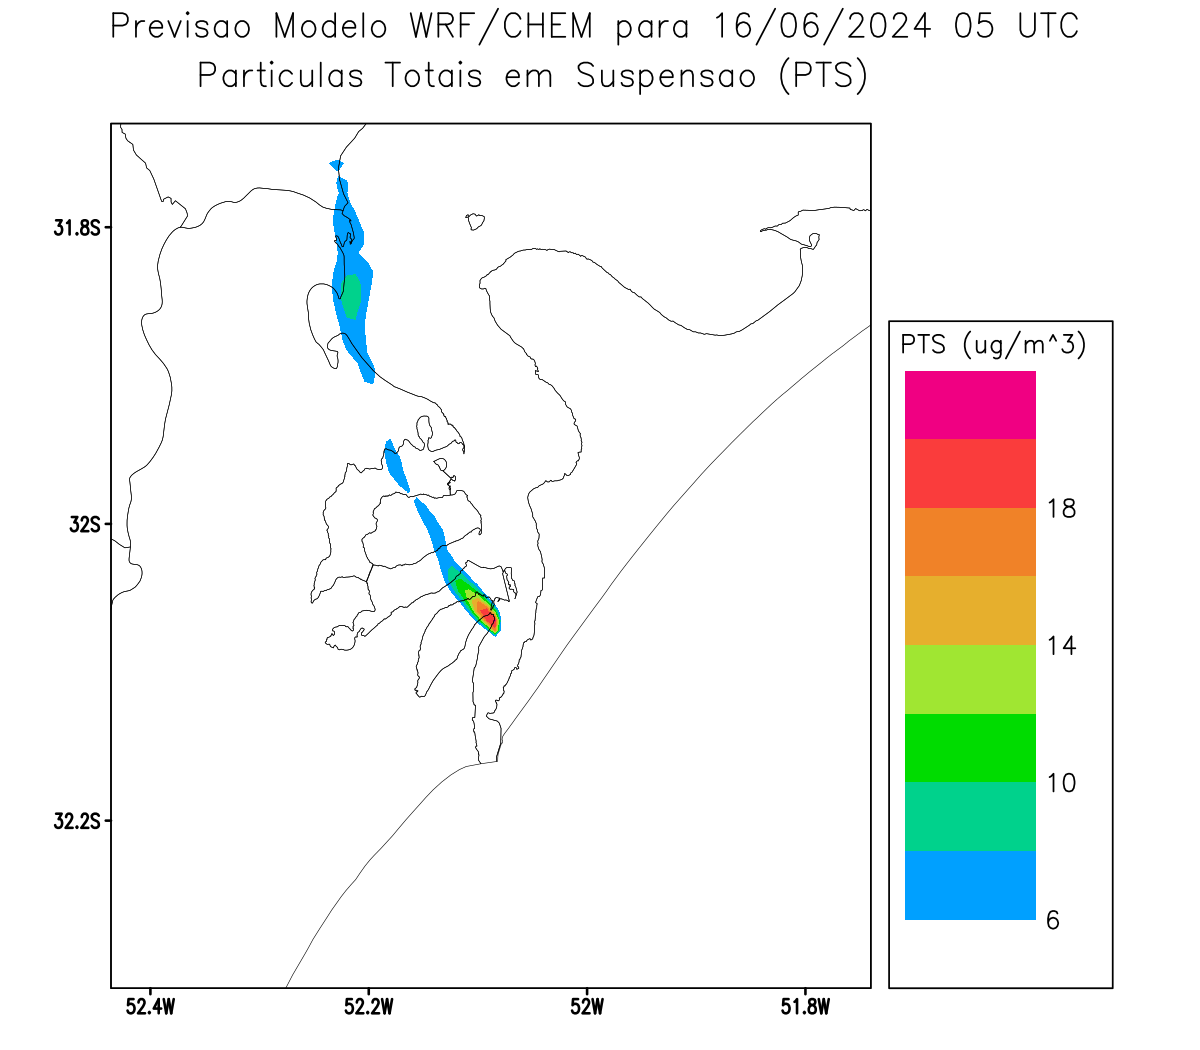 Previsao Modelo WRF/CHEM para 16/06/2024 05 UTC
Particulas Totais em Suspensao (PTS)
31.8S
32S
32.2S
52.4W
52.2W
52W
51.8W
PTS (ug/m^3)
18
14
10
6